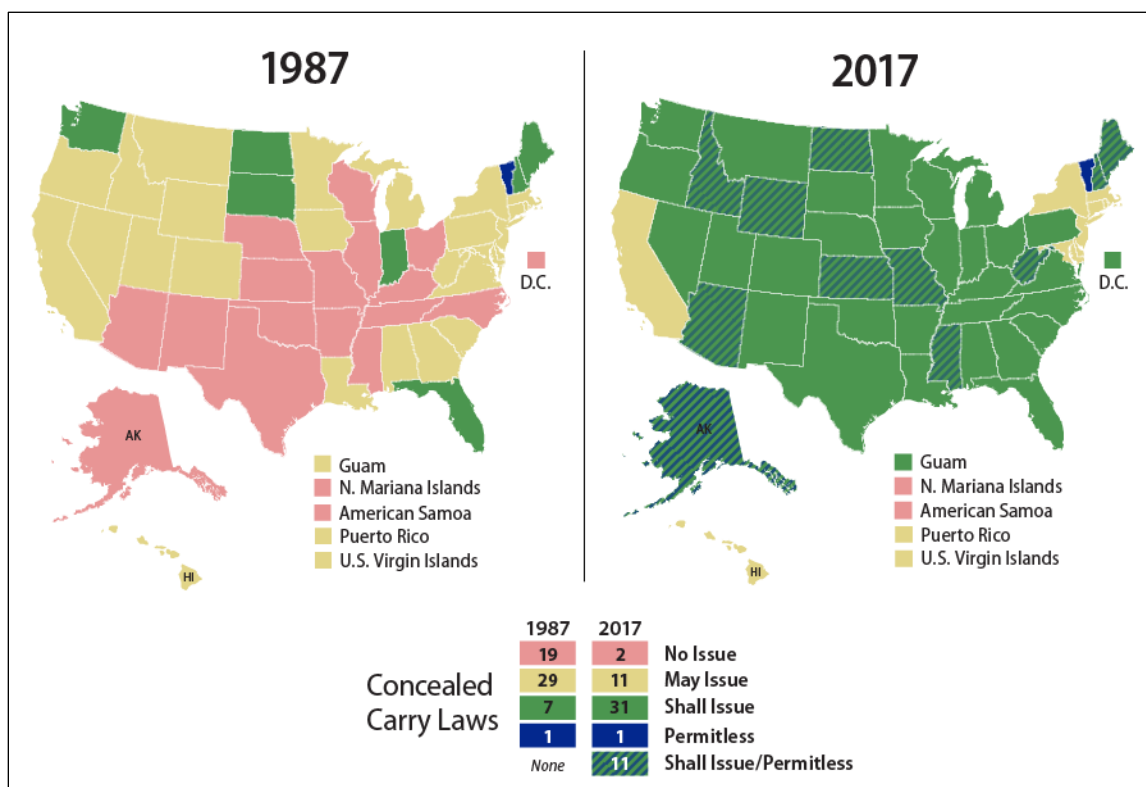 1987
2017
D.C.
D.C.
AK
AK
Guam
N. Mariana Islands
American Samoa
Puerto Rico
U.S. Virgin Islands
Guam
N. Mariana Islands
American Samoa
Puerto Rico
U.S. Virgin Islands
HI
HI
Concealed
Carry Laws
1987 2017
19 2 No Issue
29 11 May Issue
7 31 Shall Issue
1 1 Permitless
None 11 Shall Issue/Permitless